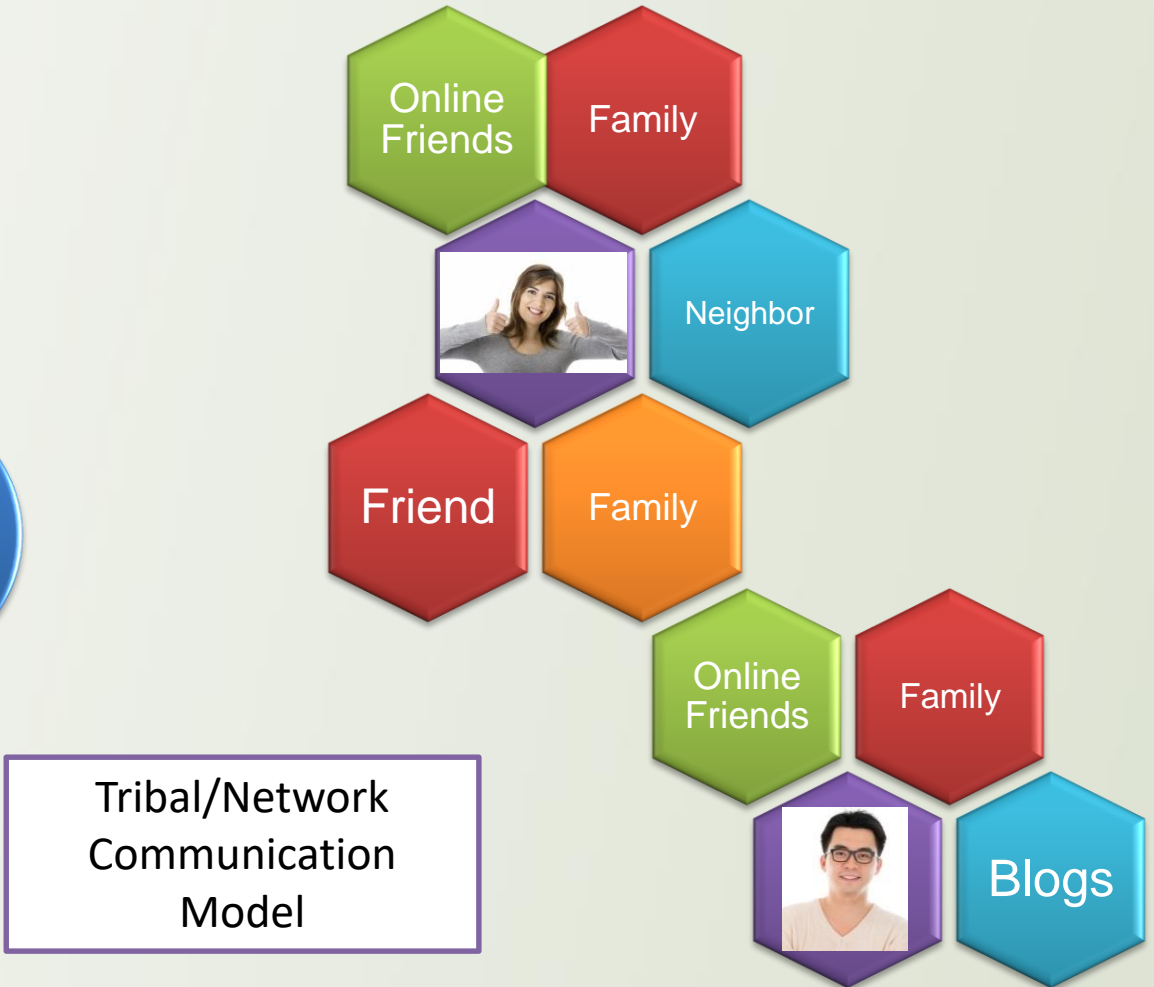 Online
Friends
Family
Neighbor
Friend
Family
Online
Friends
Family
Blogs
Tribal/Network
Communication
Model